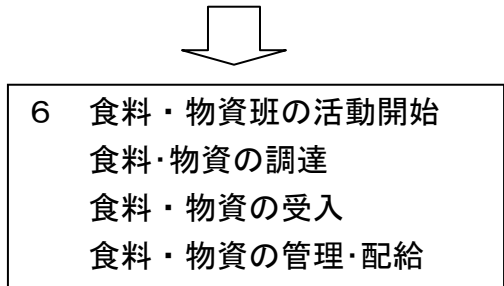 ６　食料・物資班の活動開始
食料･物資の調達
食料・物資の受入
食料・物資の管理･配給